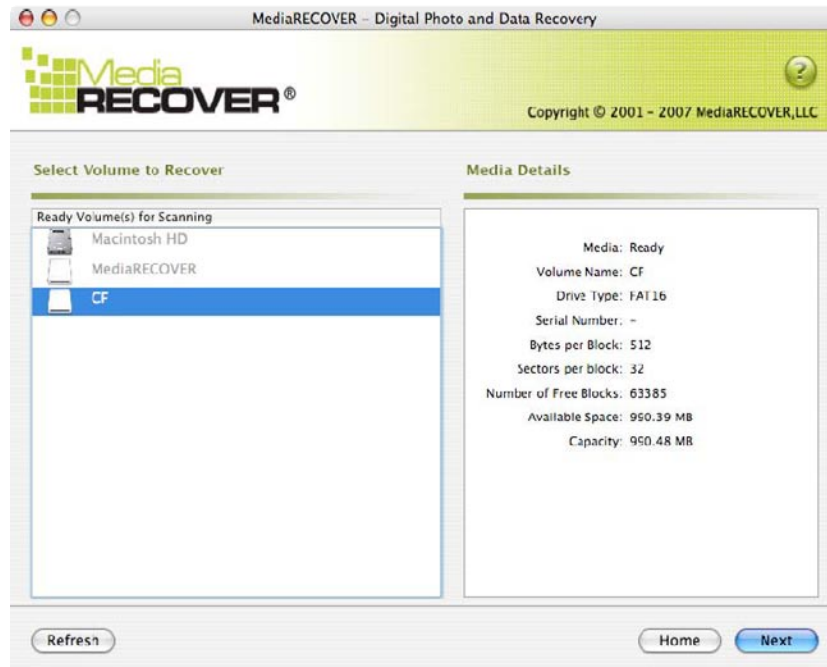 MediaRECOVER – Digital Photo and Data Recovery
Media
RECOVER®
?
Copyright © 2001 – 2007 MediaRECOVER,LLC
Select Volume to Recover
Ready Volume(s) for Scanning
Macintosh HD
MediaRECOVER
CF
Media Details
Media: Ready
Volume Name: CF
Drive Type: FAT16
Serial Number: –
Bytes per Block: 512
Sectors per block: 32
Number of Free Blocks: 63385
Available Space: 990.39 MB
Capacity: 990.48 MB
Refresh
Home
Next